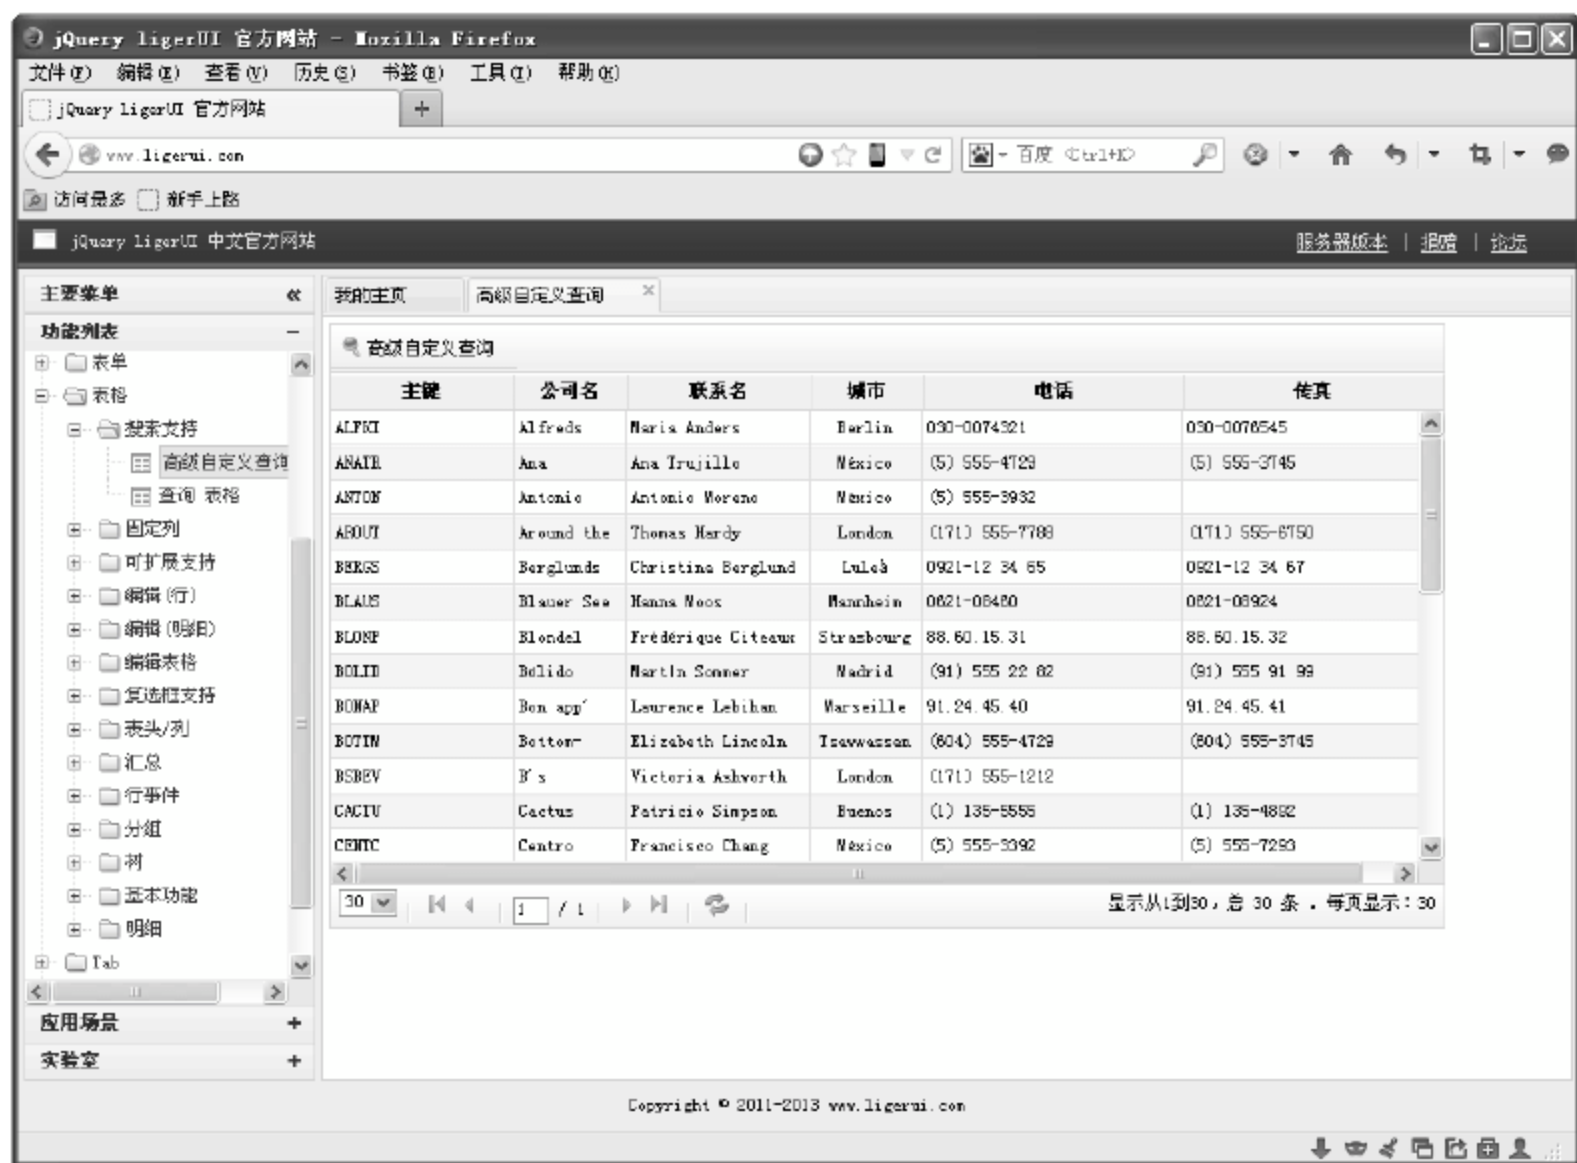 jQuery ligerUI 官方网站 - Mozilla Firefox
文件(F) 编辑(E) 查看(V) 历史(S) 书签(B) 工具(T) 帮助(H)
jQuery ligerUI 官方网站 +
www.ligerui.com 百度 <Ctrl+K>
访问最多 新手上路
jQuery ligerUI 中文官方网站 服务器版本 | 捐赠 | 论坛
主要菜单 «
功能列表 −
表单
表格
搜索支持
高级自定义查询
查询 表格
固定列
可扩展支持
编辑(行)
编辑(明细)
编辑表格
复选框支持
表头/列
汇总
行事件
分组
树
基本功能
明细
Tab
应用场景 +
实验室 +
我的主页 高级自定义查询 ×
高级自定义查询
主键 公司名 联系名 城市 电话 传真
ALFKI Alfreds Maria Anders Berlin 030-0074321 030-0076545
ANATR Ana Ana Trujillo México (5) 555-4729 (5) 555-3745
ANTON Antonio Antonio Moreno México (5) 555-3932
AROUT Around the Thomas Hardy London (171) 555-7788 (171) 555-6750
BERGS Berglunds Christina Berglund Luleå 0921-12 34 65 0921-12 34 67
BLAUS Blauer See Hanna Moos Mannheim 0621-08460 0621-08924
BLONP Blondel Frédérique Citeaux Strasbourg 88.60.15.31 88.60.15.32
BOLID Bólido Martín Sommer Madrid (91) 555 22 82 (91) 555 91 99
BONAP Bon app' Laurence Lebihan Marseille 91.24.45.40 91.24.45.41
BOTTM Bottom- Elizabeth Lincoln Tsawwassen (604) 555-4729 (604) 555-3745
BSBEV B's Victoria Ashworth London (171) 555-1212
CACTU Cactus Patricio Simpson Buenos (1) 135-5555 (1) 135-4892
CENTC Centro Francisco Chang México (5) 555-3392 (5) 555-7293
30 1 / 1 显示从1到30，总 30 条 。每页显示：30
Copyright © 2011-2013 www.ligerui.com